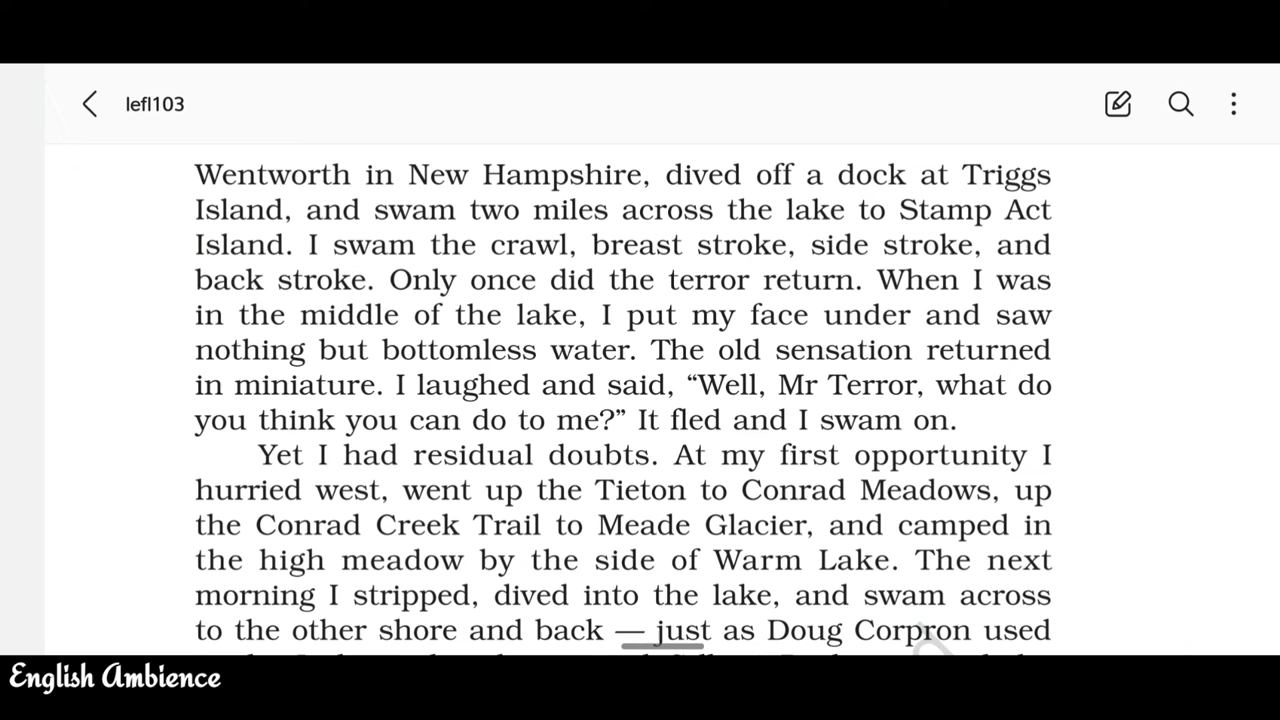 lefl103
Wentworth in New Hampshire, dived off a dock at Triggs
Island, and swam two miles across the lake to Stamp Act
Island. I swam the crawl, breast stroke, side stroke, and
back stroke. Only once did the terror return. When I was
in the middle of the lake, I put my face under and saw
nothing but bottomless water. The old sensation returned
in miniature. I laughed and said, “Well, Mr Terror, what do
you think you can do to me?” It fled and I swam on.
Yet I had residual doubts. At my first opportunity I
hurried west, went up the Tieton to Conrad Meadows, up
the Conrad Creek Trail to Meade Glacier, and camped in
the high meadow by the side of Warm Lake. The next
morning I stripped, dived into the lake, and swam across
to the other shore and back — just as Doug Corpron used
English Ambience